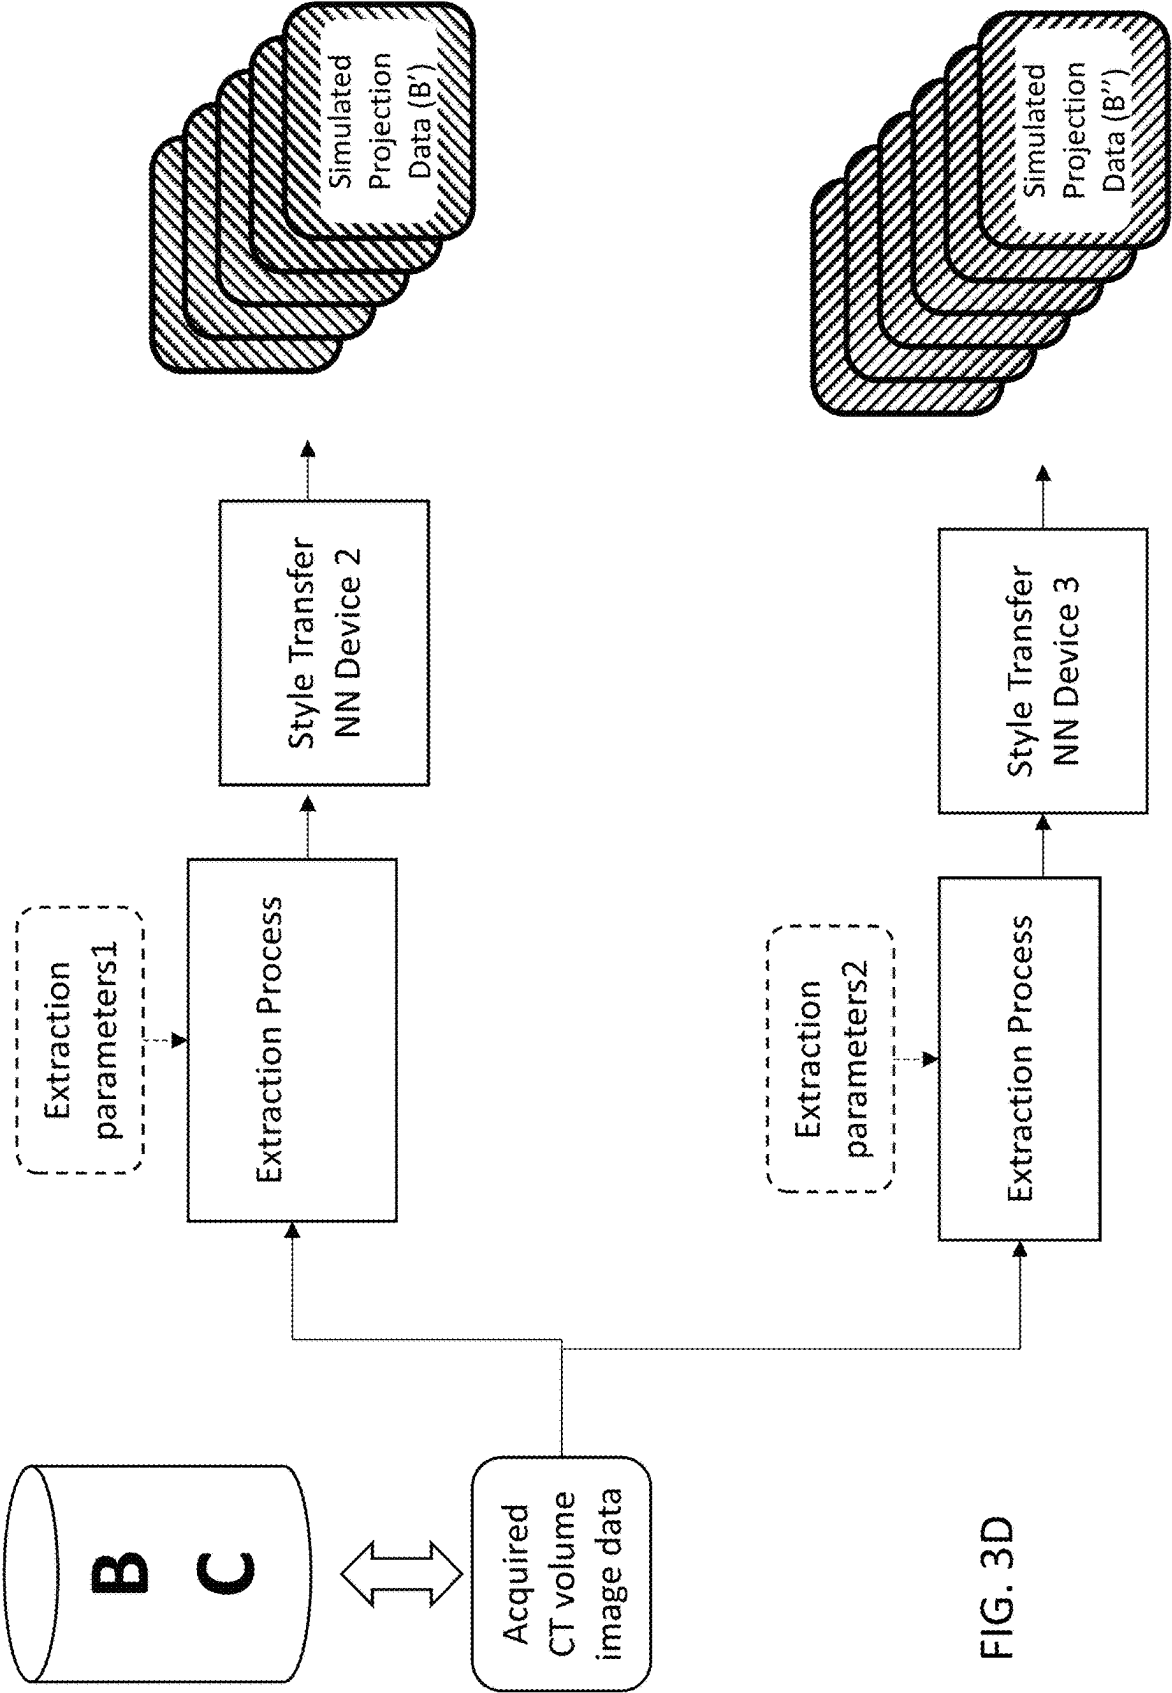 B
C
Acquired
CT volume
image data
Extraction
parameters1
Extraction Process
Style Transfer
NN Device 2
Simulated
Projection
Data (B')
Extraction
parameters2
Extraction Process
Style Transfer
NN Device 3
Simulated
Projection
Data (B'')
FIG. 3D